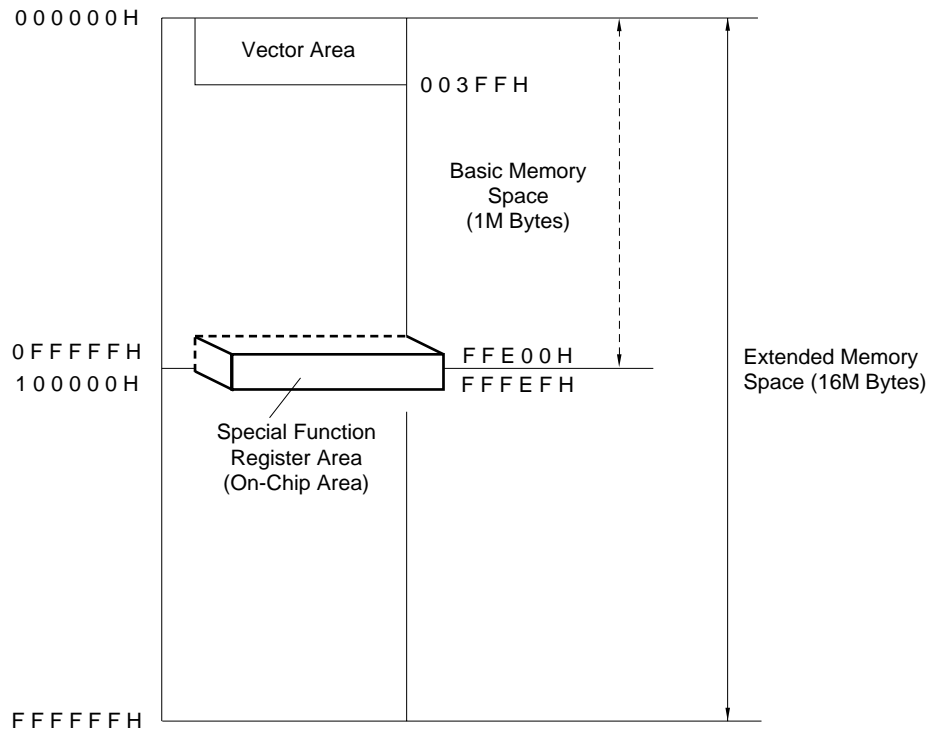 000000H
Vector Area
003FFH
Basic Memory
Space
(1M Bytes)
0FFFFFH
100000H
FFE00H
FFFEFH
Extended Memory
Space (16M Bytes)
Special Function
Register Area
(On-Chip Area)
FFFFFFH